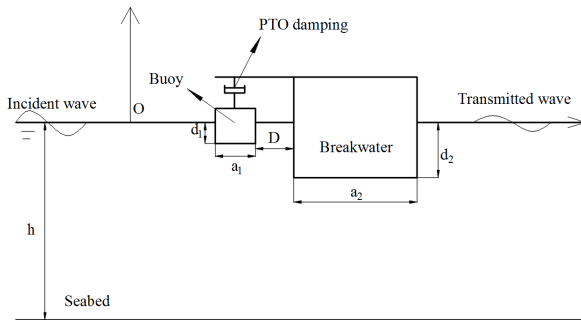 PTO damping
Buoy
Incident wave
O
Transmitted wave
d₁
D
Breakwater
d₂
a₁
a₂
h
Seabed